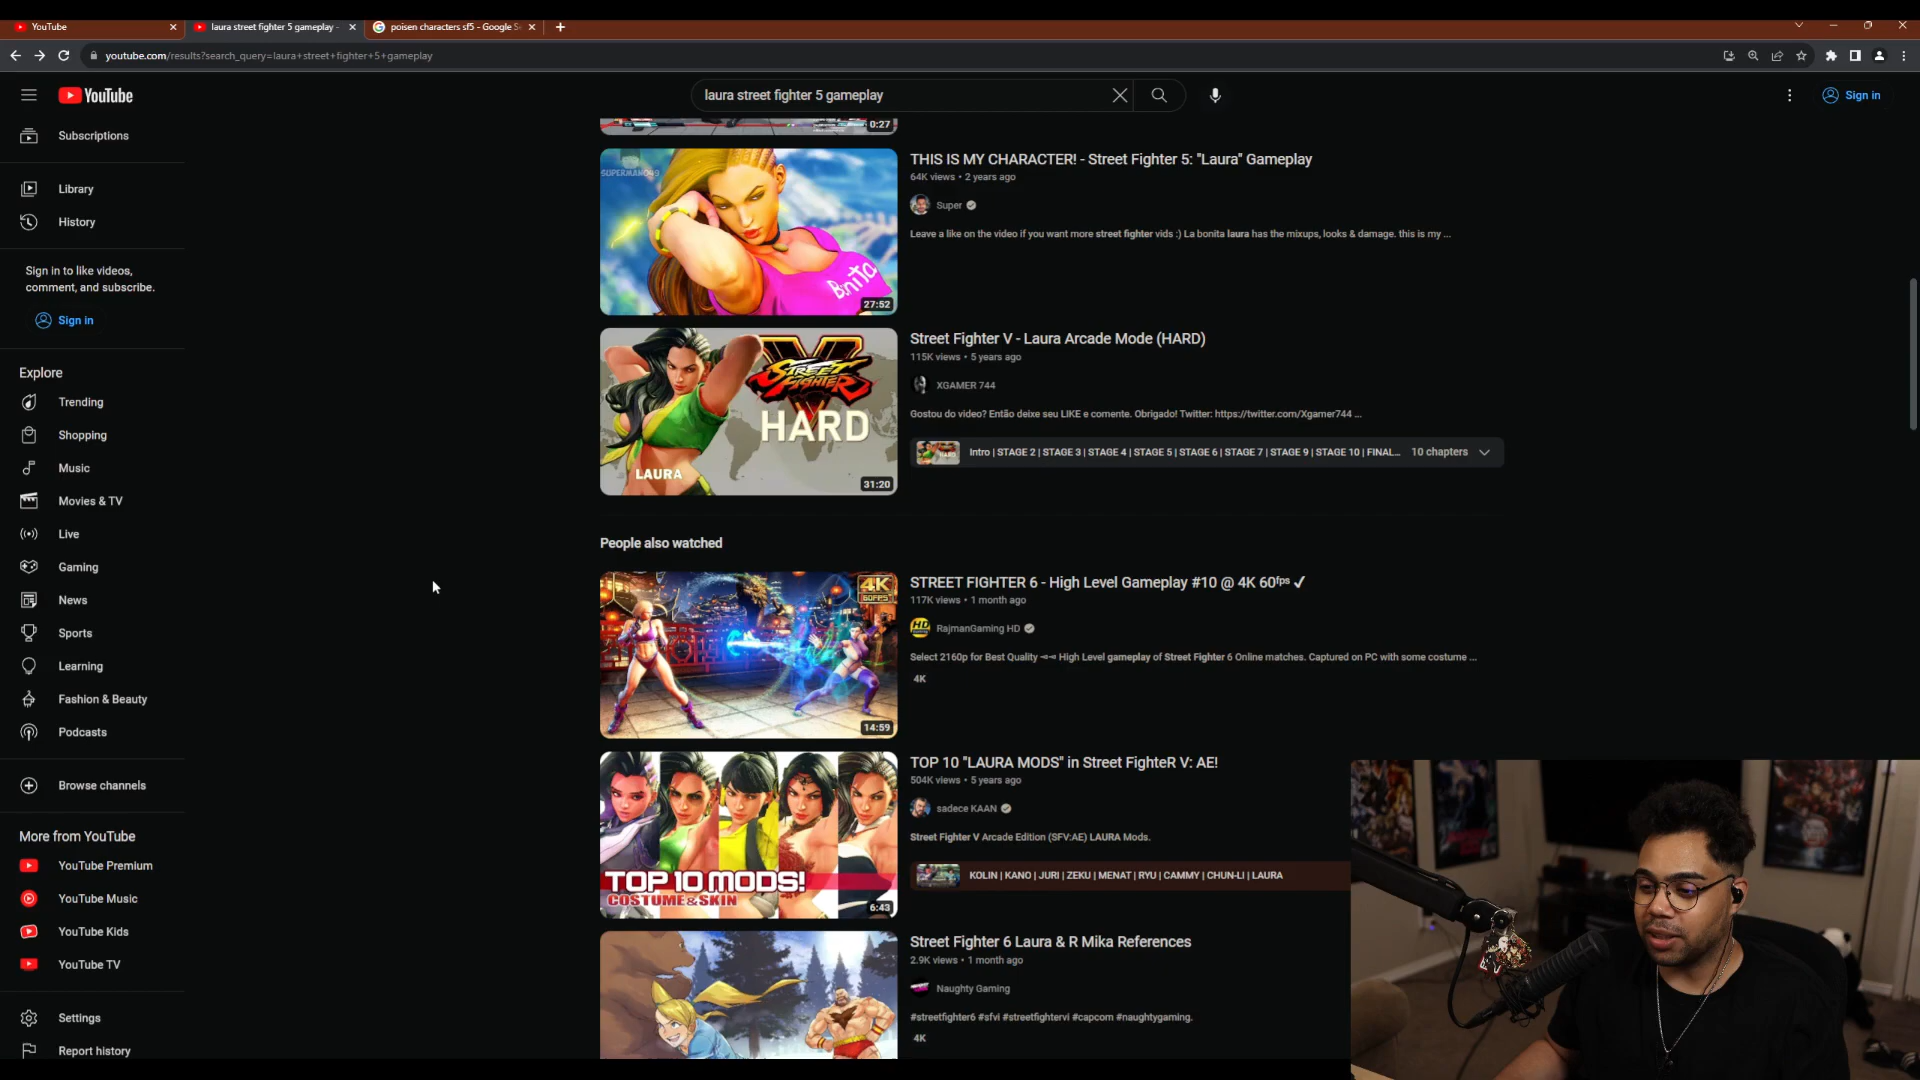 YouTube
laura street fighter 5 gameplay -
poisen characters sf5 - Google S
youtube.com/results?search_query=laura+street+fighter+5+gameplay
YouTube
laura street fighter 5 gameplay
Sign in
Subscriptions
Library
History
Sign in to like videos,
comment, and subscribe.
Sign in
Explore
Trending
Shopping
Music
Movies & TV
Live
Gaming
News
Sports
Learning
Fashion & Beauty
Podcasts
Browse channels
More from YouTube
YouTube Premium
YouTube Music
YouTube Kids
YouTube TV
Settings
Report history
0:27
SUPERMAN049
BoniTa
27:52
THIS IS MY CHARACTER! - Street Fighter 5: "Laura" Gameplay
64K views • 2 years ago
Super
Leave a like on the video if you want more street fighter vids :) La bonita laura has the mixups, looks & damage. this is my ...
STREET FIGHTER V
HARD
LAURA
31:20
Street Fighter V - Laura Arcade Mode (HARD)
115K views • 5 years ago
XGAMER 744
Gostou do video? Então deixe seu LIKE e comente. Obrigado! Twitter: https://twitter.com/Xgamer744 ...
Intro | STAGE 2 | STAGE 3 | STAGE 4 | STAGE 5 | STAGE 6 | STAGE 7 | STAGE 9 | STAGE 10 | FINAL... 10 chapters
People also watched
4K
60FPS
14:59
STREET FIGHTER 6 - High Level Gameplay #10 @ 4K 60ᶠᵖˢ ✔
117K views • 1 month ago
HD RajmanGaming HD
Select 2160p for Best Quality ⊲⊲ High Level gameplay of Street Fighter 6 Online matches. Captured on PC with some costume ...
4K
TOP 10 MODS!
COSTUME & SKIN
6:43
TOP 10 "LAURA MODS" in Street FighteR V: AE!
504K views • 5 years ago
sadece KAAN
Street Fighter V Arcade Edition (SFV:AE) LAURA Mods.
KOLIN | KANO | JURI | ZEKU | MENAT | RYU | CAMMY | CHUN-LI | LAURA
Street Fighter 6 Laura & R Mika References
2.9K views • 1 month ago
Naughty Gaming
#streetfighter6 #sfvi #streetfightervi #capcom #naughtygaming.
4K